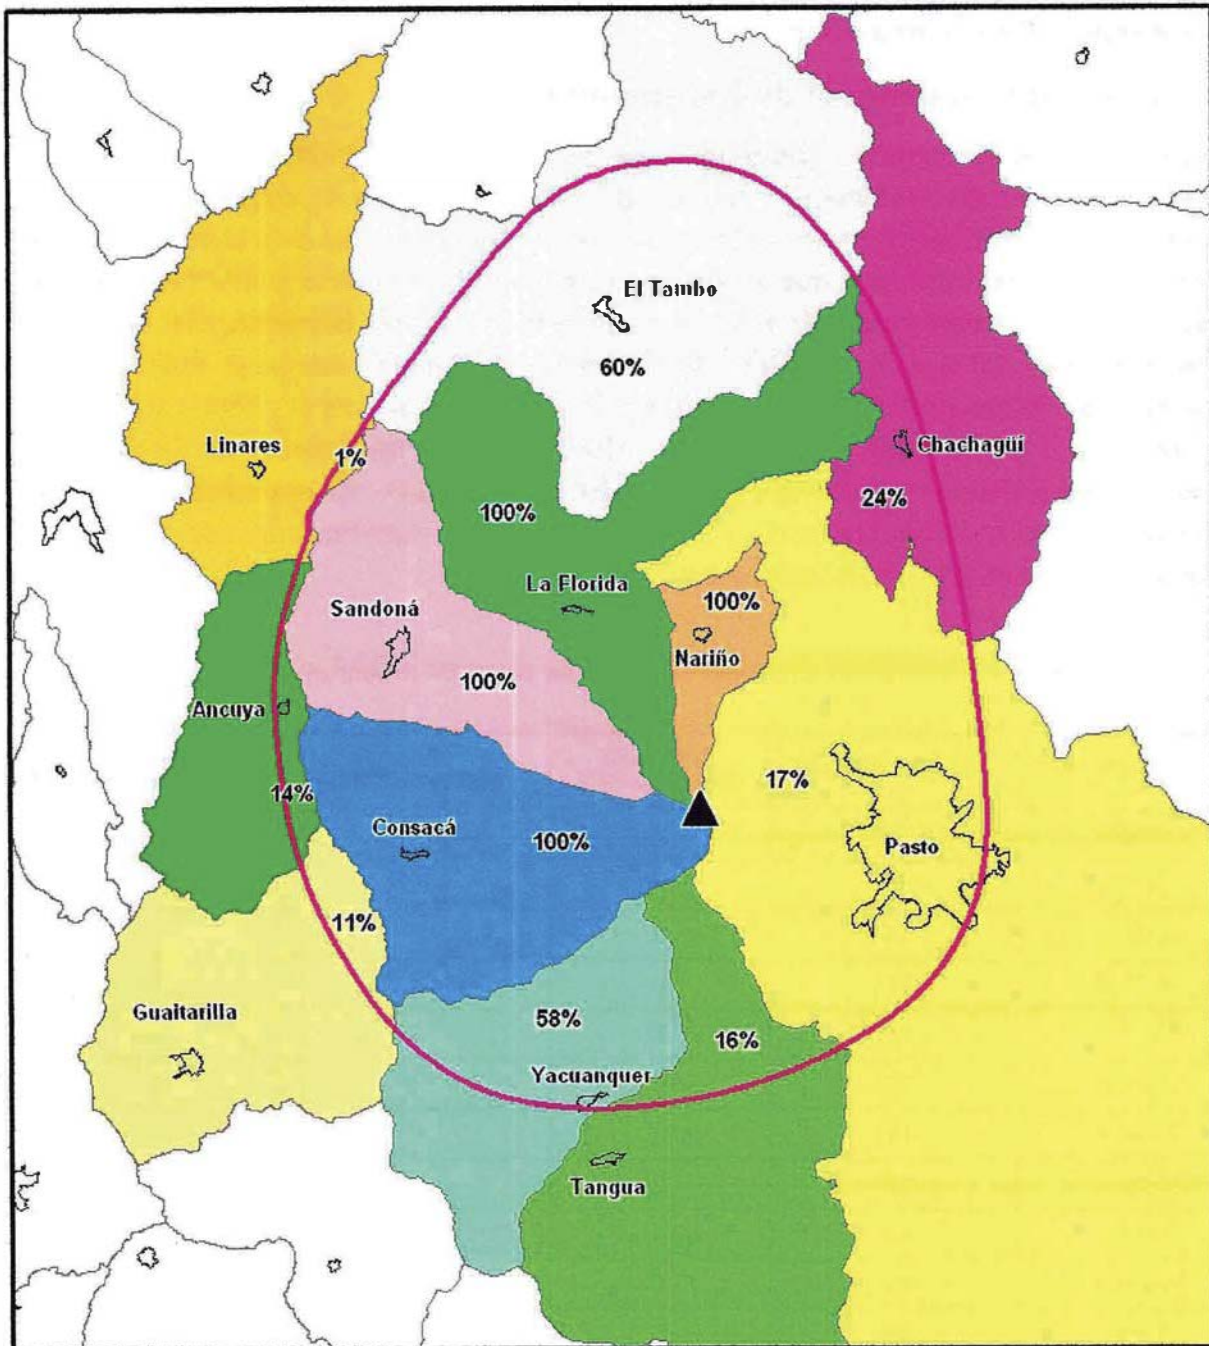 El Tambo
60%
Linares
1%
Chachagüí
24%
100%
La Florida
Sandoná
100%
100%
Nariño
Ancuya
14%
17%
Consacá
100%
Pasto
11%
Guaitarilla
58%
16%
Yacuanquer
Tangua